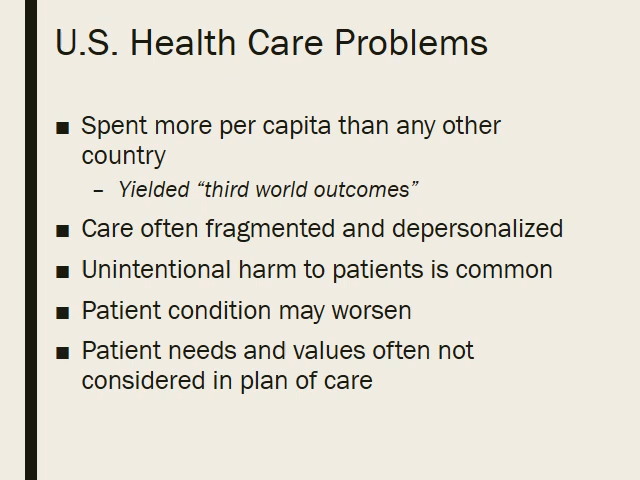 U.S. Health Care Problems
■ Spent more per capita than any other
country
– Yielded “third world outcomes”
■ Care often fragmented and depersonalized
■ Unintentional harm to patients is common
■ Patient condition may worsen
■ Patient needs and values often not
considered in plan of care